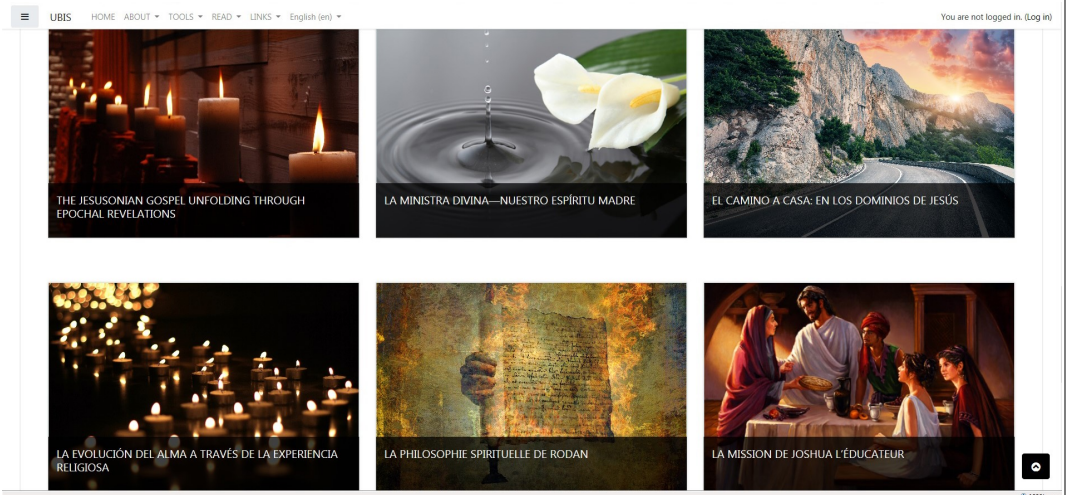 UBIS HOME ABOUT TOOLS READ LINKS English (en) You are not logged in. (Log in)
THE JESUSONIAN GOSPEL UNFOLDING THROUGH
EPOCHAL REVELATIONS
LA MINISTRA DIVINA—NUESTRO ESPÍRITU MADRE
EL CAMINO A CASA: EN LOS DOMINIOS DE JESÚS
LA EVOLUCIÓN DEL ALMA A TRAVÉS DE LA EXPERIENCIA
RELIGIOSA
LA PHILOSOPHIE SPIRITUELLE DE RODAN
LA MISSION DE JOSHUA L'ÉDUCATEUR